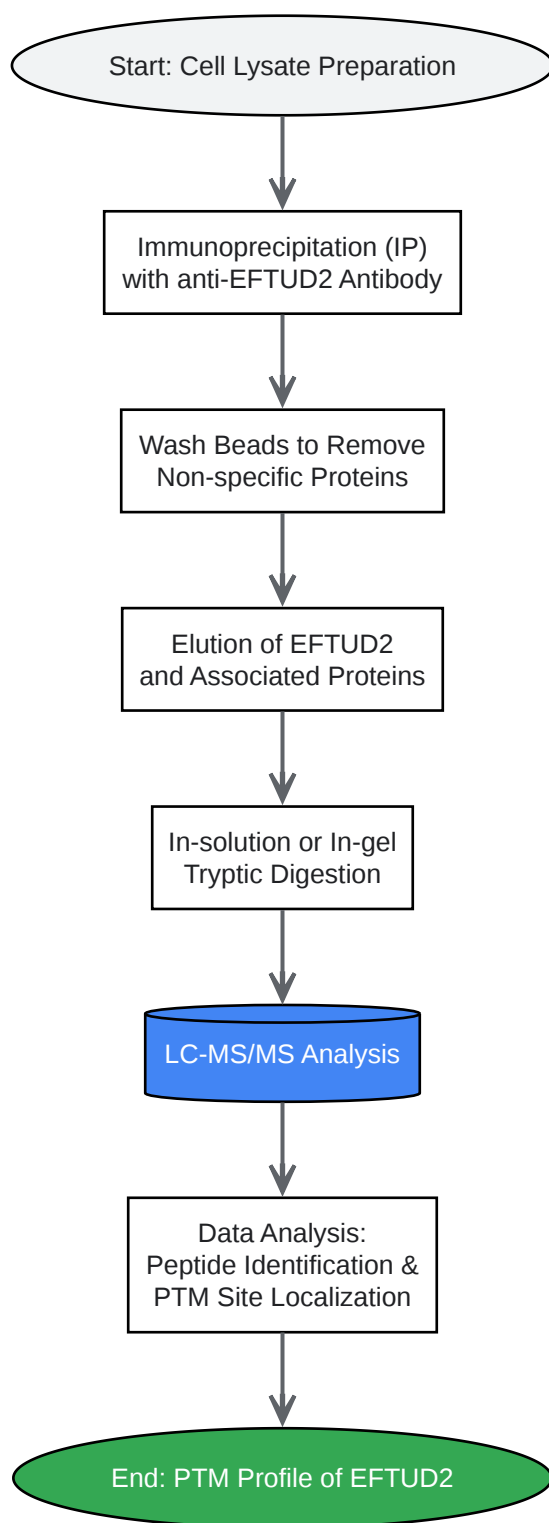 Start: Cell Lysate Preparation
Immunoprecipitation (IP)
with anti-EFTUD2 Antibody
Wash Beads to Remove
Non-specific Proteins
Elution of EFTUD2
and Associated Proteins
In-solution or In-gel
Tryptic Digestion
LC-MS/MS Analysis
Data Analysis:
Peptide Identification &
PTM Site Localization
End: PTM Profile of EFTUD2